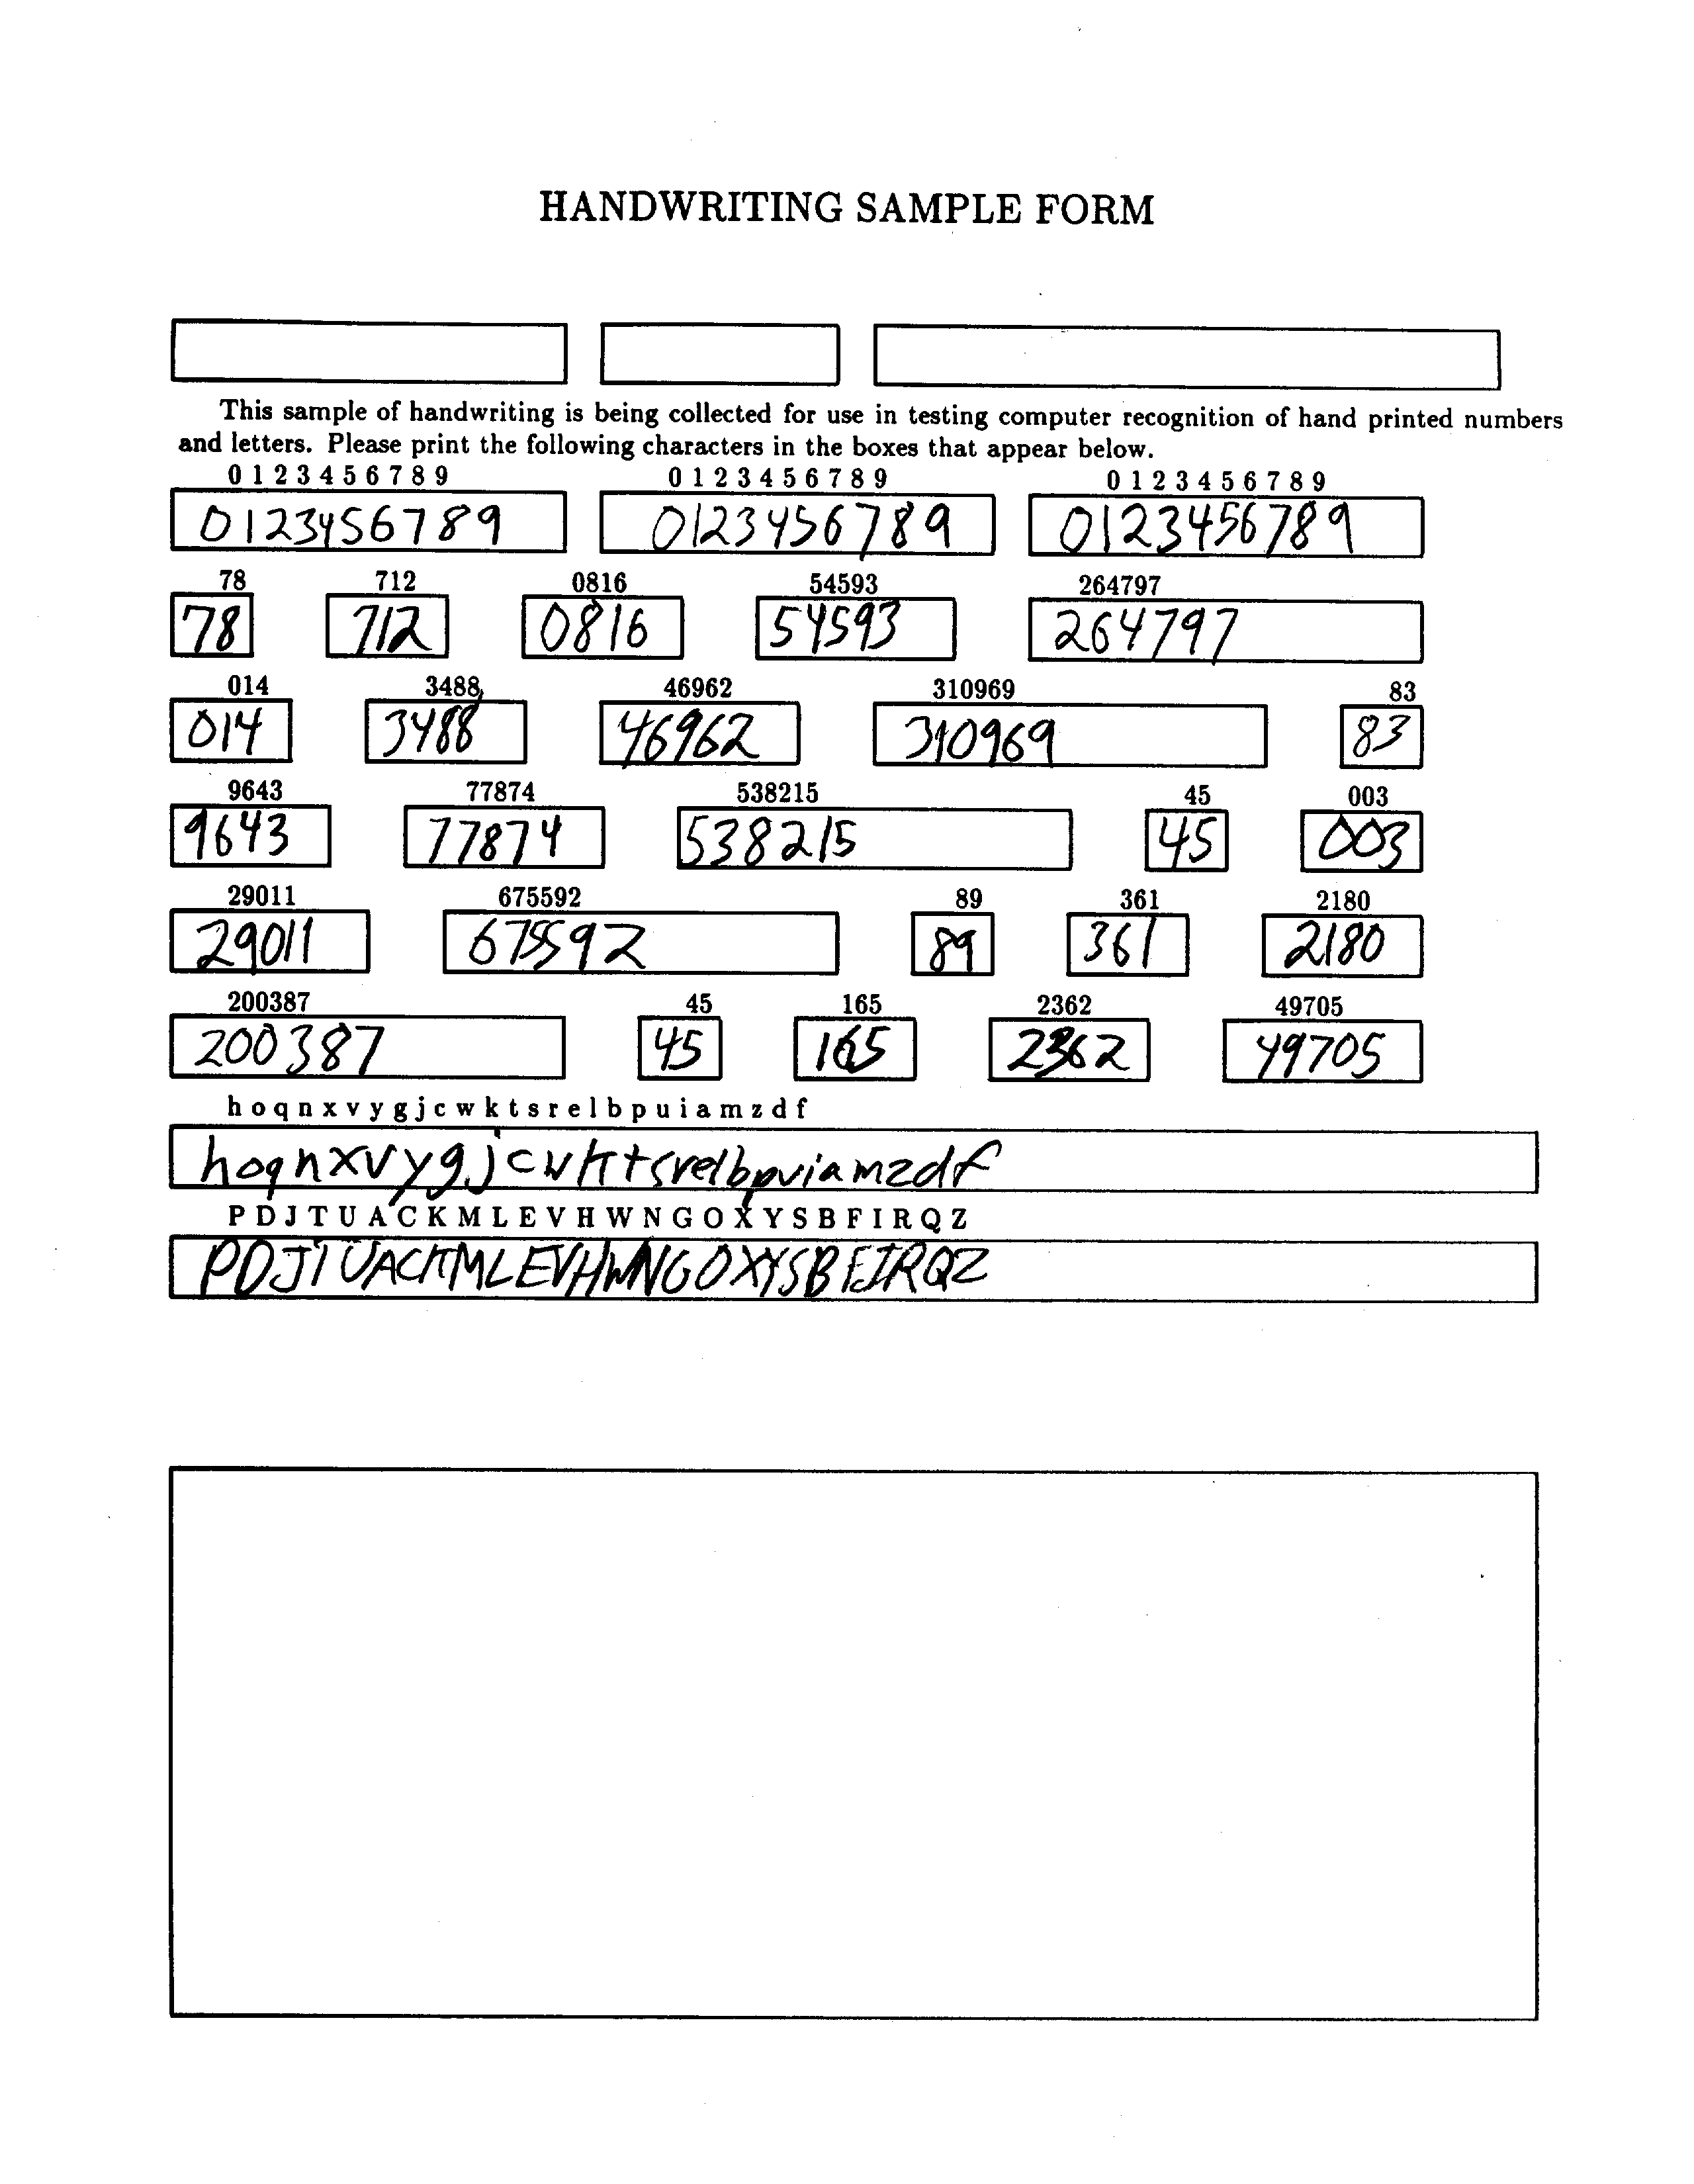 HANDWRITING SAMPLE FORM
This sample of handwriting is being collected for use in testing computer recognition of hand printed numbers
and letters. Please print the following characters in the boxes that appear below.
0 1 2 3 4 5 6 7 8 9 0 1 2 3 4 5 6 7 8 9 0 1 2 3 4 5 6 7 8 9
0123456789 0123456789 0123456789
78 712 0816 54593 264797
78 712 0816 54593 264797
014 3488 46962 310969 83
014 3488 46962 310969 83
9643 77874 538215 45 003
9643 77874 538215 45 003
29011 675592 89 361 2180
29011 675592 89 361 2180
200387 45 165 2362 49705
200387 45 165 2362 49705
h o q n x v y g j c w k t s r e l b p u i a m z d f
hoqnxvygjcwktsrelbpuiamzdf
P D J T U A C K M L E V H W N G O X Y S B F I R Q Z
PDJTUACKMLEVHWNGOXYSBFIRQZ